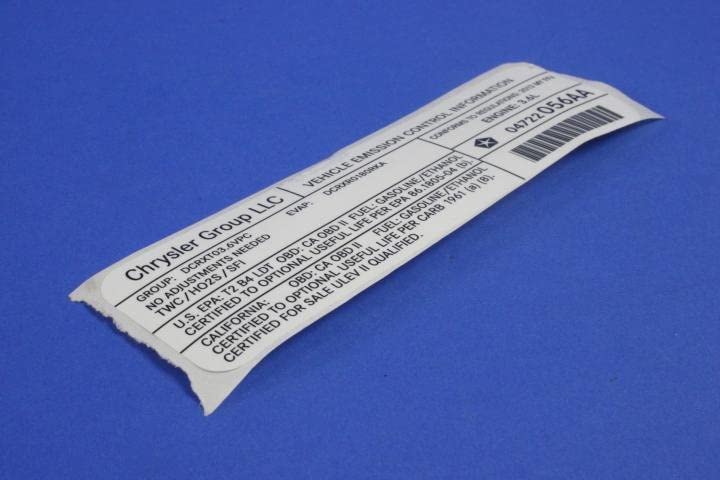 Chrysler Group LLC
VEHICLE EMISSION CONTROL INFORMATION
CONFORMS TO REGULATIONS: 2013 MY
GROUP: DCRXT03.6VPC
EVAP: DCRXR0180RKA
ENGINE: 3.6L
NO ADJUSTMENTS NEEDED
TWC / HO2S / SFI
04722056AA
U.S. EPA: T2 B4 LDT OBD: CA OBD II FUEL: GASOLINE/ETHANOL
CERTIFIED TO OPTIONAL USEFUL LIFE PER EPA 86.1805-04 (b).
CALIFORNIA: OBD: CA OBD II FUEL: GASOLINE/ETHANOL
CERTIFIED TO OPTIONAL USEFUL LIFE PER CARB 1961 (a) (8).
CERTIFIED FOR SALE ULEV II QUALIFIED.